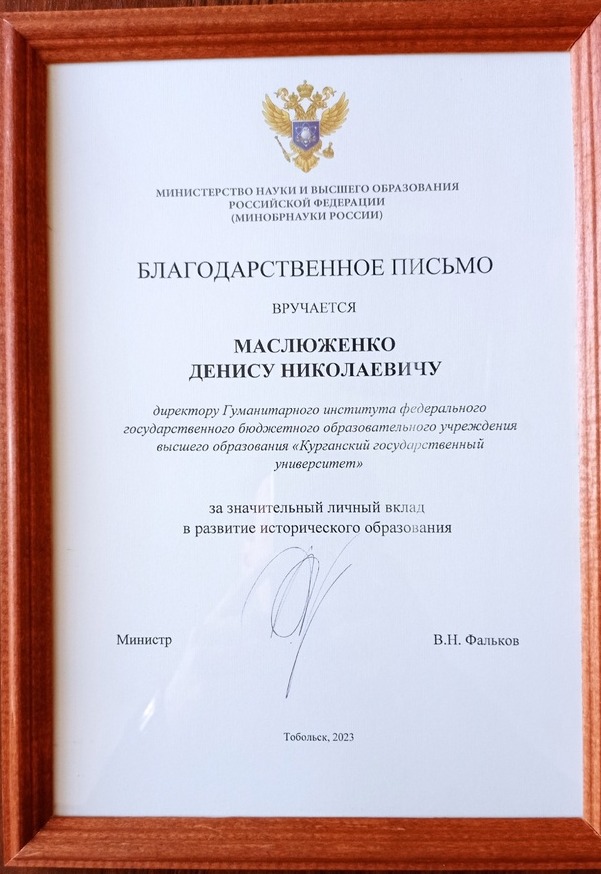 МИНИСТЕРСТВО НАУКИ И ВЫСШЕГО ОБРАЗОВАНИЯ
РОССИЙСКОЙ ФЕДЕРАЦИИ
(МИНОБРНАУКИ РОССИИ)
БЛАГОДАРСТВЕННОЕ ПИСЬМО
ВРУЧАЕТСЯ
МАСЛЮЖЕНКО
ДЕНИСУ НИКОЛАЕВИЧУ
директору Гуманитарного института федерального
государственного бюджетного образовательного учреждения
высшего образования «Курганский государственный
университет»
за значительный личный вклад
в развитие исторического образования
Министр В.Н. Фальков
Тобольск, 2023